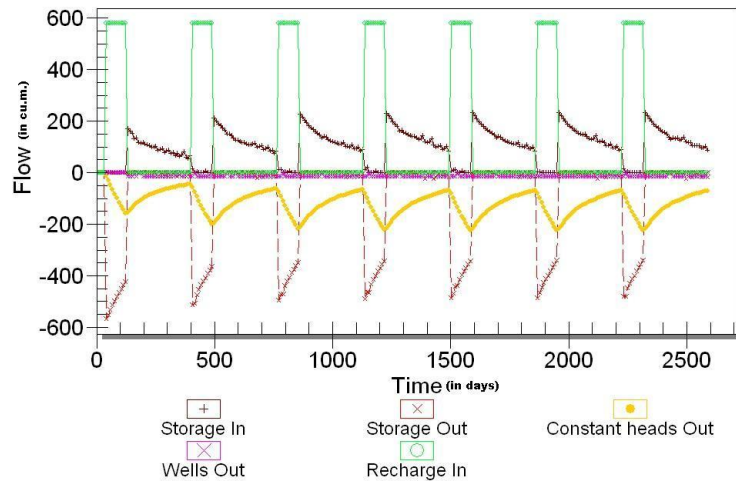 600
400
200
0
-200
-400
-600
Flow (in cu.m.)
0 500 1000 1500 2000 2500
Time (in days)
Storage In Storage Out Constant heads Out
Wells Out Recharge In